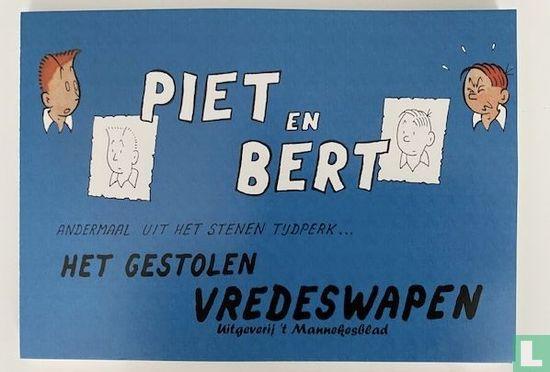 PIET EN
BERT
ANDERMAAL UIT HET STENEN TIJDPERK...
HET GESTOLEN
VREDESWAPEN
Uitgeverij 't Mannekesblad
L